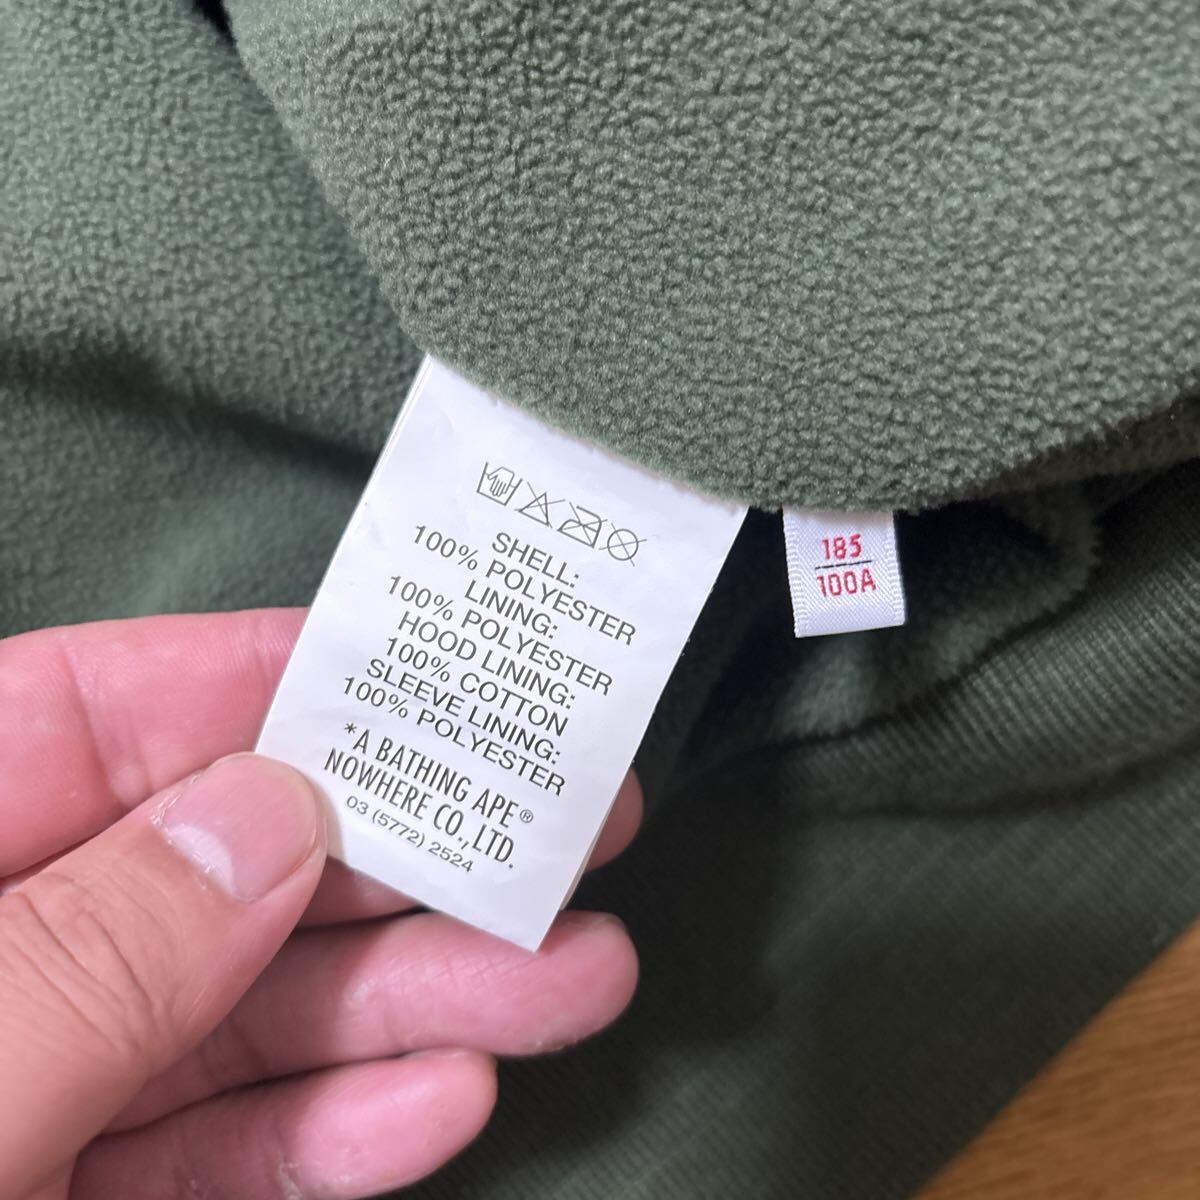 SHELL:
100% POLYESTER
LINING:
100% POLYESTER
HOOD LINING:
100% COTTON
SLEEVE LINING:
100% POLYESTER
*A BATHING APE®
NOWHERE CO.,LTD.
03 (5772) 2524
185
100A